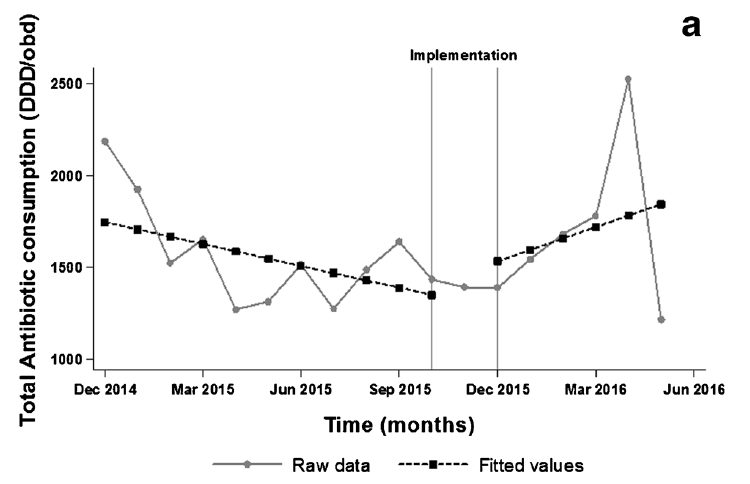 a
Implementation
Total Antibiotic consumption (DDD/obd)
2500
2000
1500
1000
Dec 2014 Mar 2015 Jun 2015 Sep 2015 Dec 2015 Mar 2016 Jun 2016
Time (months)
Raw data Fitted values